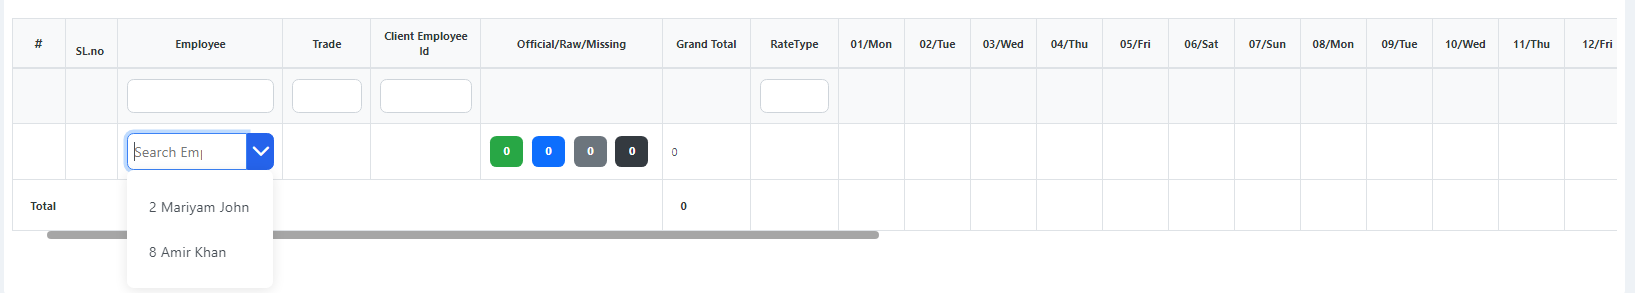 # SL.no Employee Trade Client Employee Id Official/Raw/Missing Grand Total RateType 01/Mon 02/Tue 03/Wed 04/Thu 05/Fri 06/Sat 07/Sun 08/Mon 09/Tue 10/Wed 11/Thu 12/Fri
Search Emp 0 0 0 0 0
Total 0
2 Mariyam John
8 Amir Khan